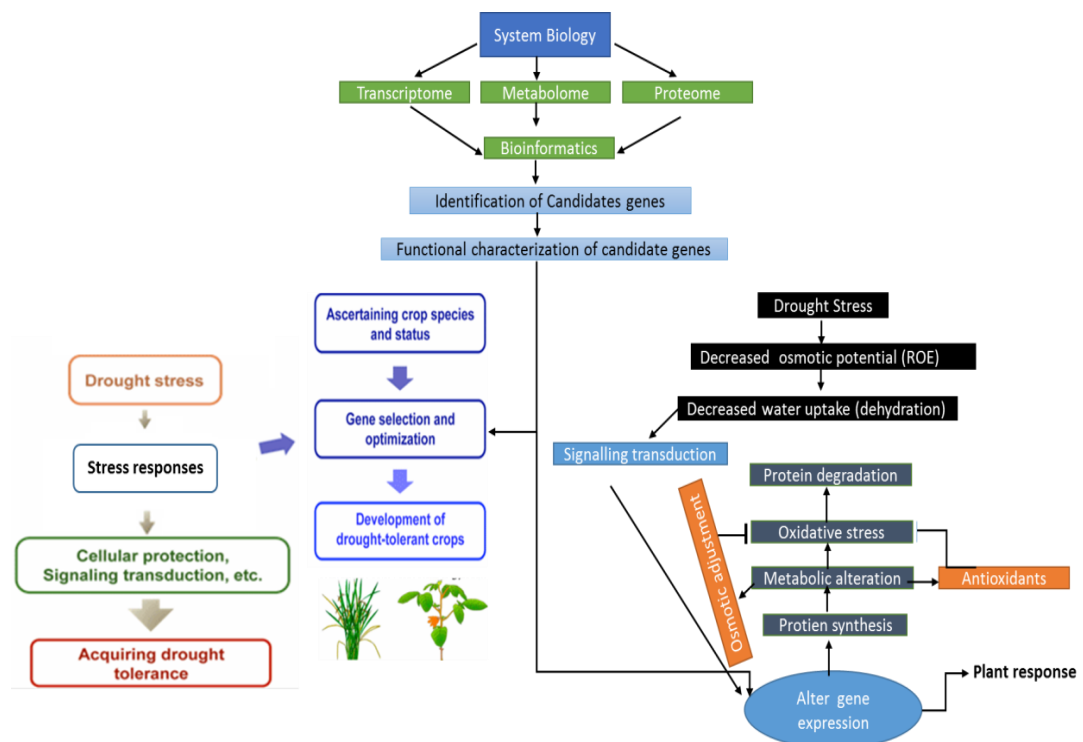 System Biology
Transcriptome
Metabolome
Proteome
Bioinformatics
Identification of Candidates genes
Functional characterization of candidate genes
Ascertaining crop species
and status
Gene selection and
optimization
Development of
drought-tolerant crops
Drought stress
Stress responses
Cellular protection,
Signaling transduction, etc.
Acquiring drought
tolerance
Drought Stress
Decreased osmotic potential (ROE)
Decreased water uptake (dehydration)
Signalling transduction
Osmotic adjustment
Protein degradation
Oxidative stress
Metabolic alteration
Antioxidants
Protien synthesis
Alter gene
expression
Plant response